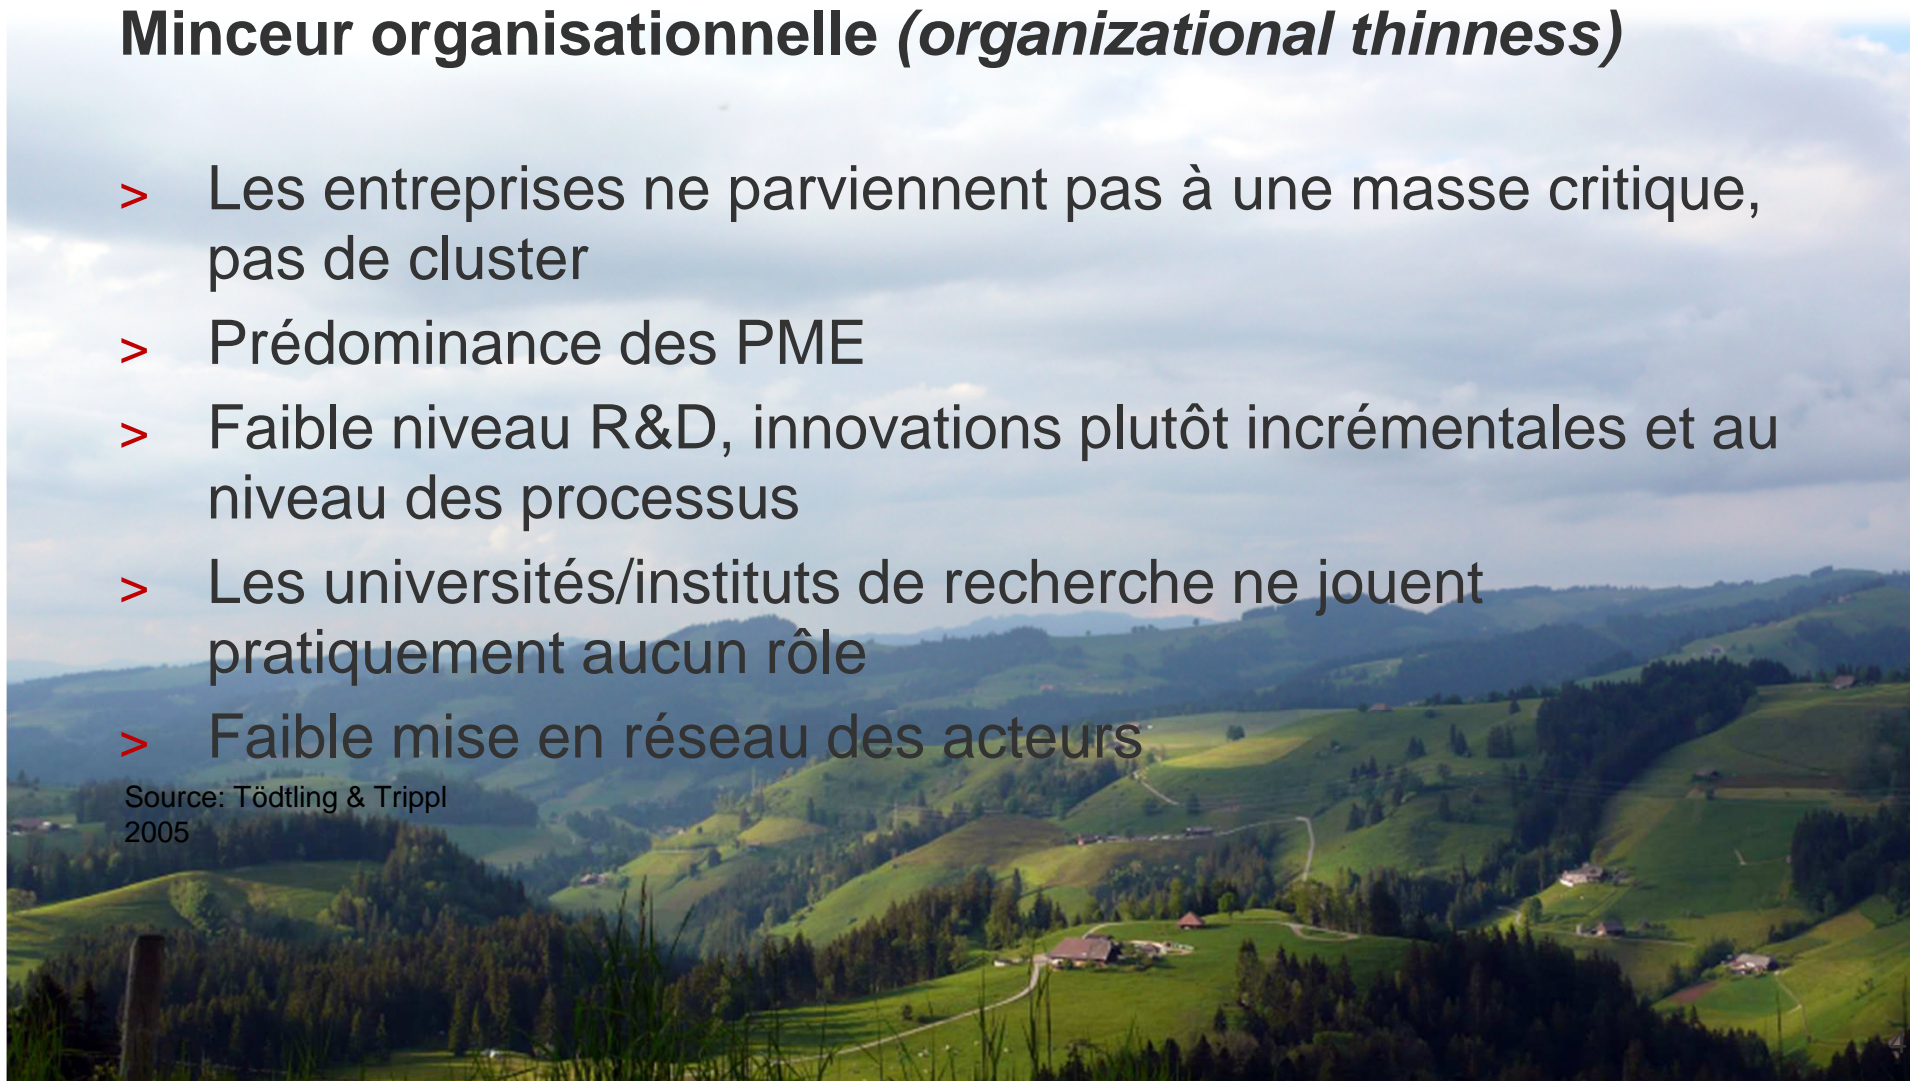 Minceur organisationnelle (organizational thinness)
> Les entreprises ne parviennent pas à une masse critique,
pas de cluster
> Prédominance des PME
> Faible niveau R&D, innovations plutôt incrémentales et au
niveau des processus
> Les universités/instituts de recherche ne jouent
pratiquement aucun rôle
> Faible mise en réseau des acteurs
Source: Tödtling & Trippl
2005